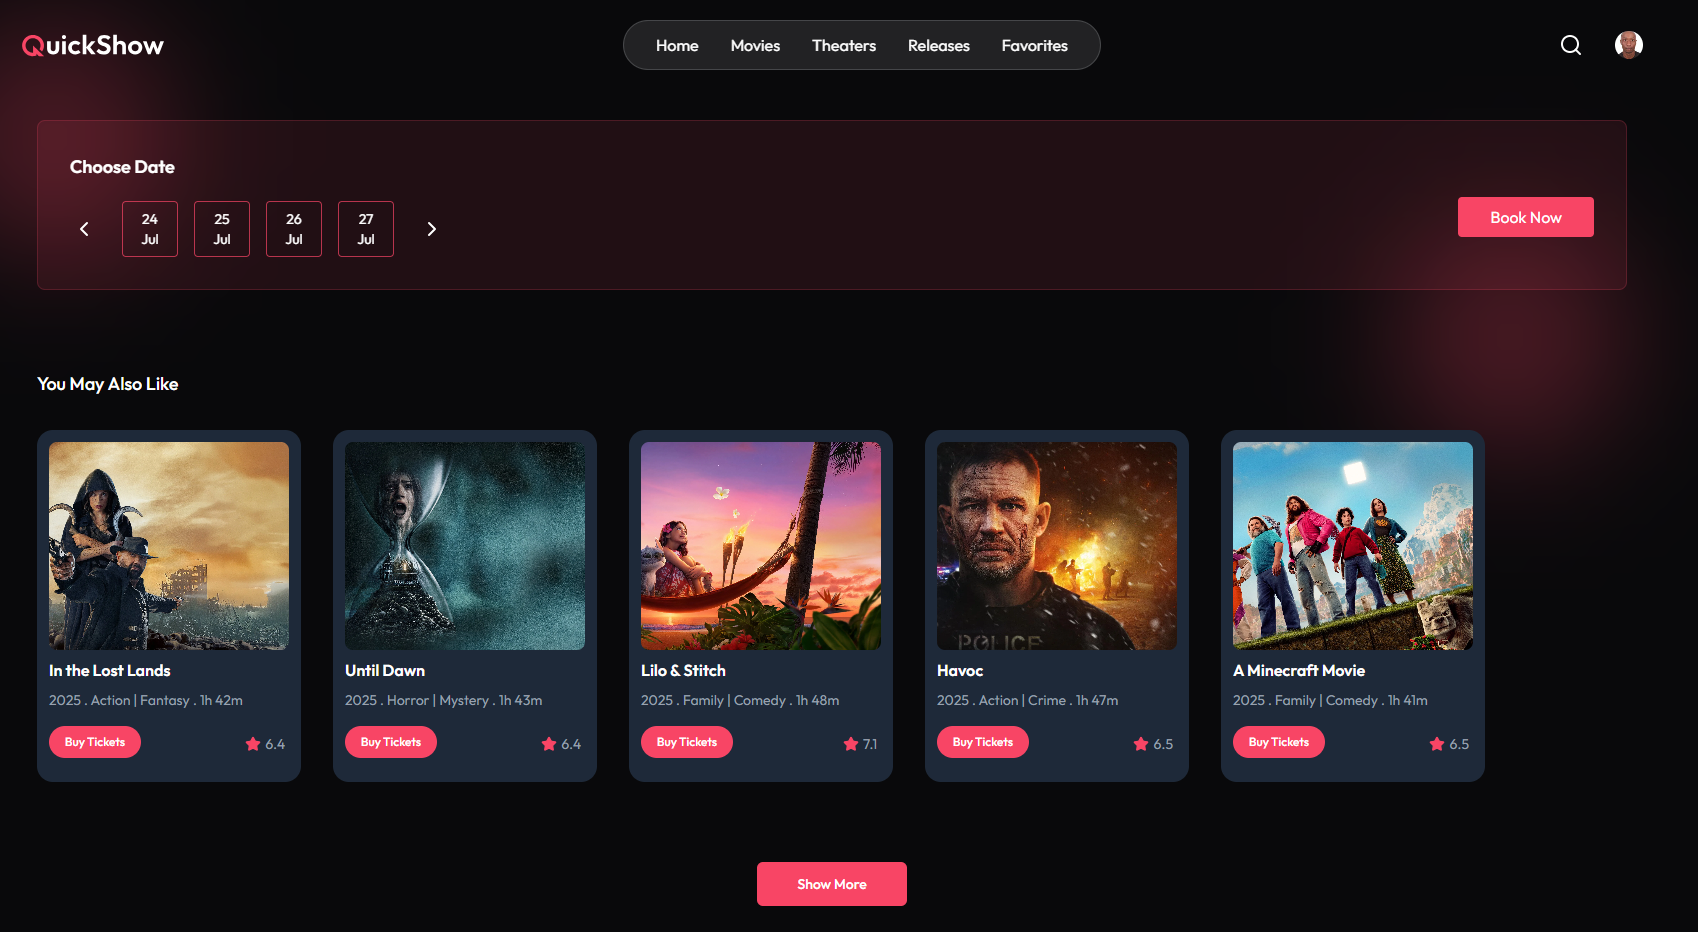 QuickShow
Home Movies Theaters Releases Favorites
Choose Date
24 25 26 27
Jul Jul Jul Jul
Book Now
You May Also Like
POLICE
In the Lost Lands Until Dawn Lilo & Stitch Havoc A Minecraft Movie
2025 . Action | Fantasy . 1h 42m 2025 . Horror | Mystery . 1h 43m 2025 . Family | Comedy . 1h 48m 2025 . Action | Crime . 1h 47m 2025 . Family | Comedy . 1h 41m
Buy Tickets 6.4 Buy Tickets 6.4 Buy Tickets 7.1 Buy Tickets 6.5 Buy Tickets 6.5
Show More